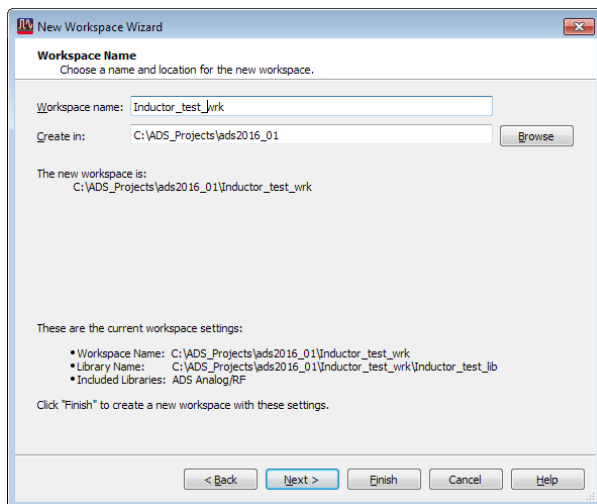 New Workspace Wizard
Workspace Name
Choose a name and location for the new workspace.
Workspace name: Inductor_test_wrk
Create in: C:\ADS_Projects\ads2016_01 Browse
The new workspace is:
C:\ADS_Projects\ads2016_01\Inductor_test_wrk
These are the current workspace settings:
•Workspace Name: C:\ADS_Projects\ads2016_01\Inductor_test_wrk
•Library Name: C:\ADS_Projects\ads2016_01\Inductor_test_wrk\Inductor_test_lib
•Included Libraries: ADS Analog/RF
Click "Finish" to create a new workspace with these settings.
< Back Next > Finish Cancel Help